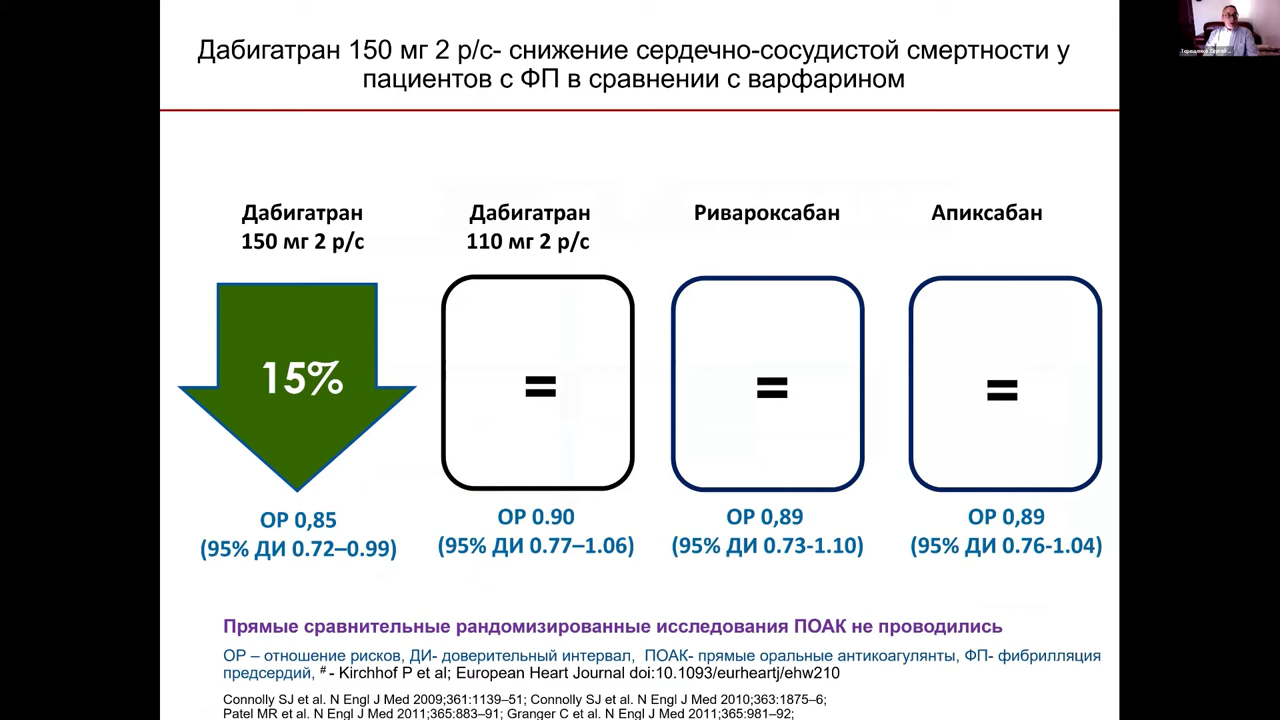 Дабигатран 150 мг 2 р/с- снижение сердечно-сосудистой смертности у
пациентов с ФП в сравнении с варфарином
Дабигатран
150 мг 2 р/с
Дабигатран
110 мг 2 р/с
Ривароксабан
Апиксабан
15%
=
=
=
ОР 0,85
(95% ДИ 0.72–0.99)
ОР 0.90
(95% ДИ 0.77–1.06)
ОР 0,89
(95% ДИ 0.73-1.10)
ОР 0,89
(95% ДИ 0.76-1.04)
Прямые сравнительные рандомизированные исследования ПОАК не проводились
ОР – отношение рисков, ДИ- доверительный интервал, ПОАК- прямые оральные антикоагулянты, ФП- фибрилляция
предсердий, # - Kirchhof P et al; European Heart Journal doi:10.1093/eurheartj/ehw210
Connolly SJ et al. N Engl J Med 2009;361:1139–51; Connolly SJ et al. N Engl J Med 2010;363:1875–6;
Patel MR et al. N Engl J Med 2011;365:883–91; Granger C et al. N Engl J Med 2011;365:981–92;
Терещенко Сергей...